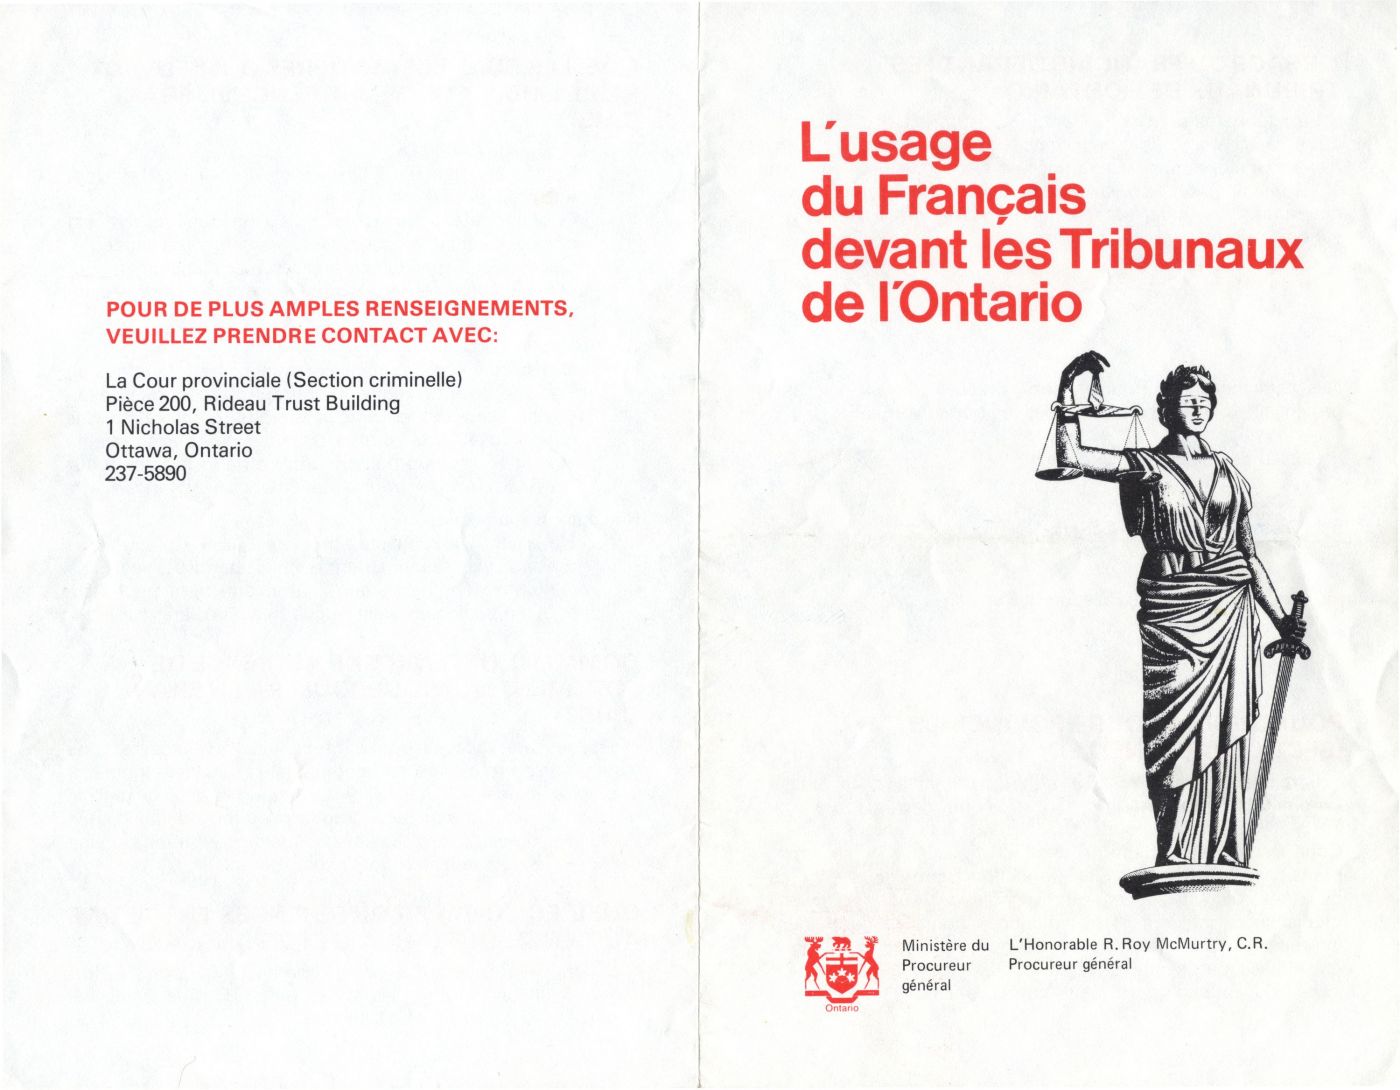 POUR DE PLUS AMPLES RENSEIGNEMENTS,
VEUILLEZ PRENDRE CONTACT AVEC:
La Cour provinciale (Section criminelle)
Pièce 200, Rideau Trust Building
1 Nicholas Street
Ottawa, Ontario
237-5890
L'usage
du Français
devant les Tribunaux
de l'Ontario
Ministère du
Procureur
général
L'Honorable R. Roy McMurtry, C.R.
Procureur général
Ontario